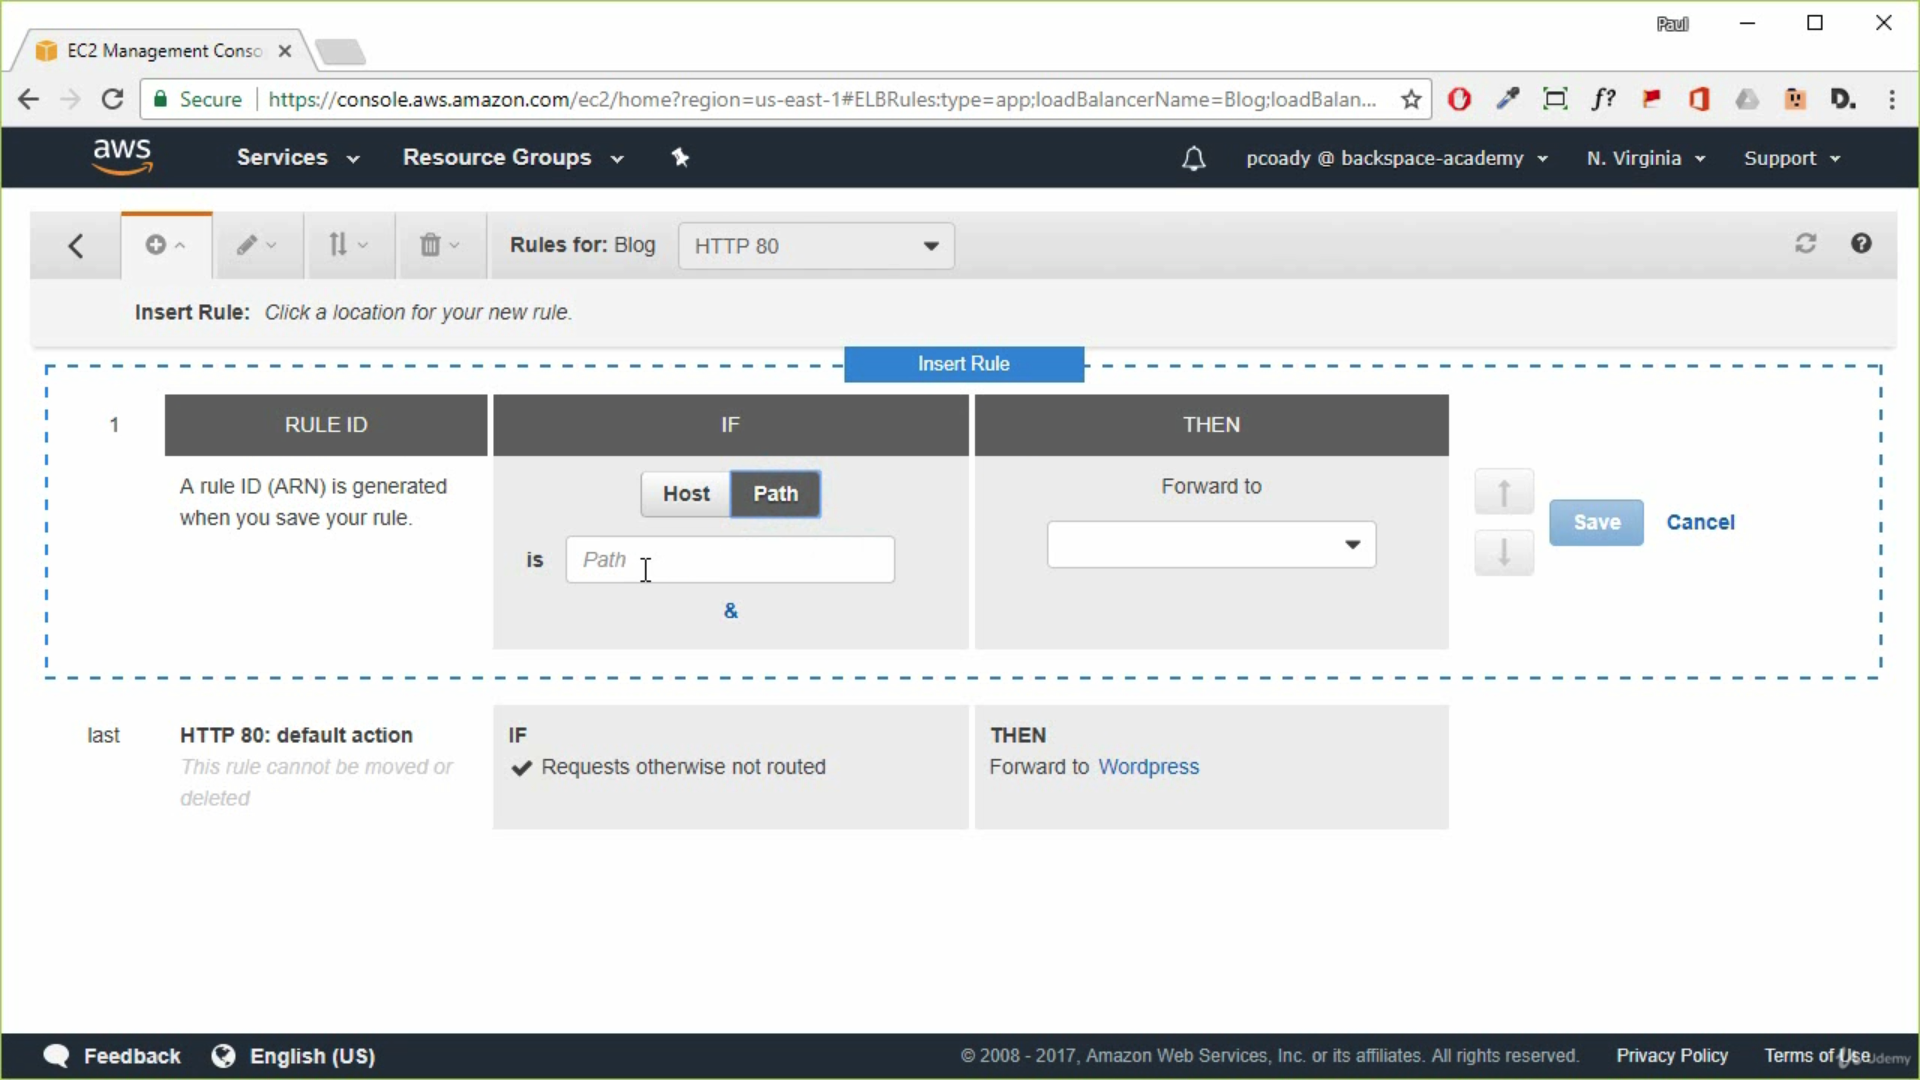 Paul
EC2 Management Conso
Secure https://console.aws.amazon.com/ec2/home?region=us-east-1#ELBRules:type=app;loadBalancerName=Blog;loadBalan...
f? D.
aws Services Resource Groups pcoady @ backspace-academy N. Virginia Support
Rules for: Blog HTTP 80
Insert Rule: Click a location for your new rule.
Insert Rule
1 RULE ID IF THEN
A rule ID (ARN) is generated
when you save your rule.
Host Path
is Path
&
Forward to
Save Cancel
last HTTP 80: default action
This rule cannot be moved or
deleted
IF
Requests otherwise not routed
THEN
Forward to Wordpress
Feedback English (US) © 2008 - 2017, Amazon Web Services, Inc. or its affiliates. All rights reserved. Privacy Policy Terms of Use
Udemy